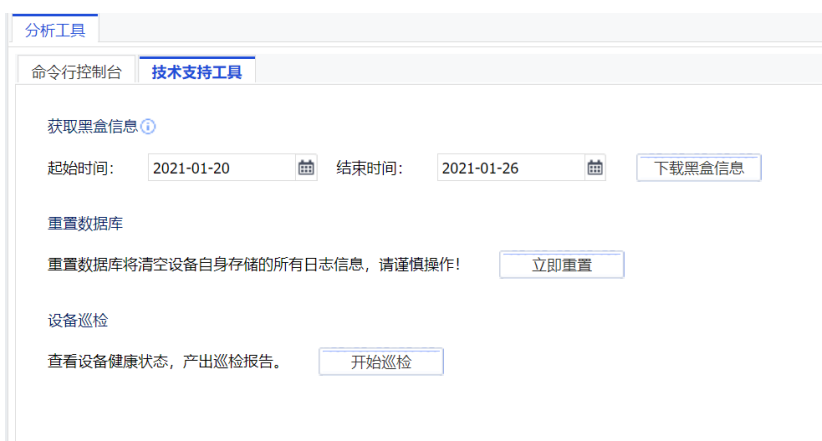 分析工具
命令行控制台 技术支持工具
获取黑盒信息
起始时间： 2021-01-20 结束时间： 2021-01-26 下载黑盒信息
重置数据库
重置数据库将清空设备自身存储的所有日志信息，请谨慎操作！ 立即重置
设备巡检
查看设备健康状态，产出巡检报告。 开始巡检